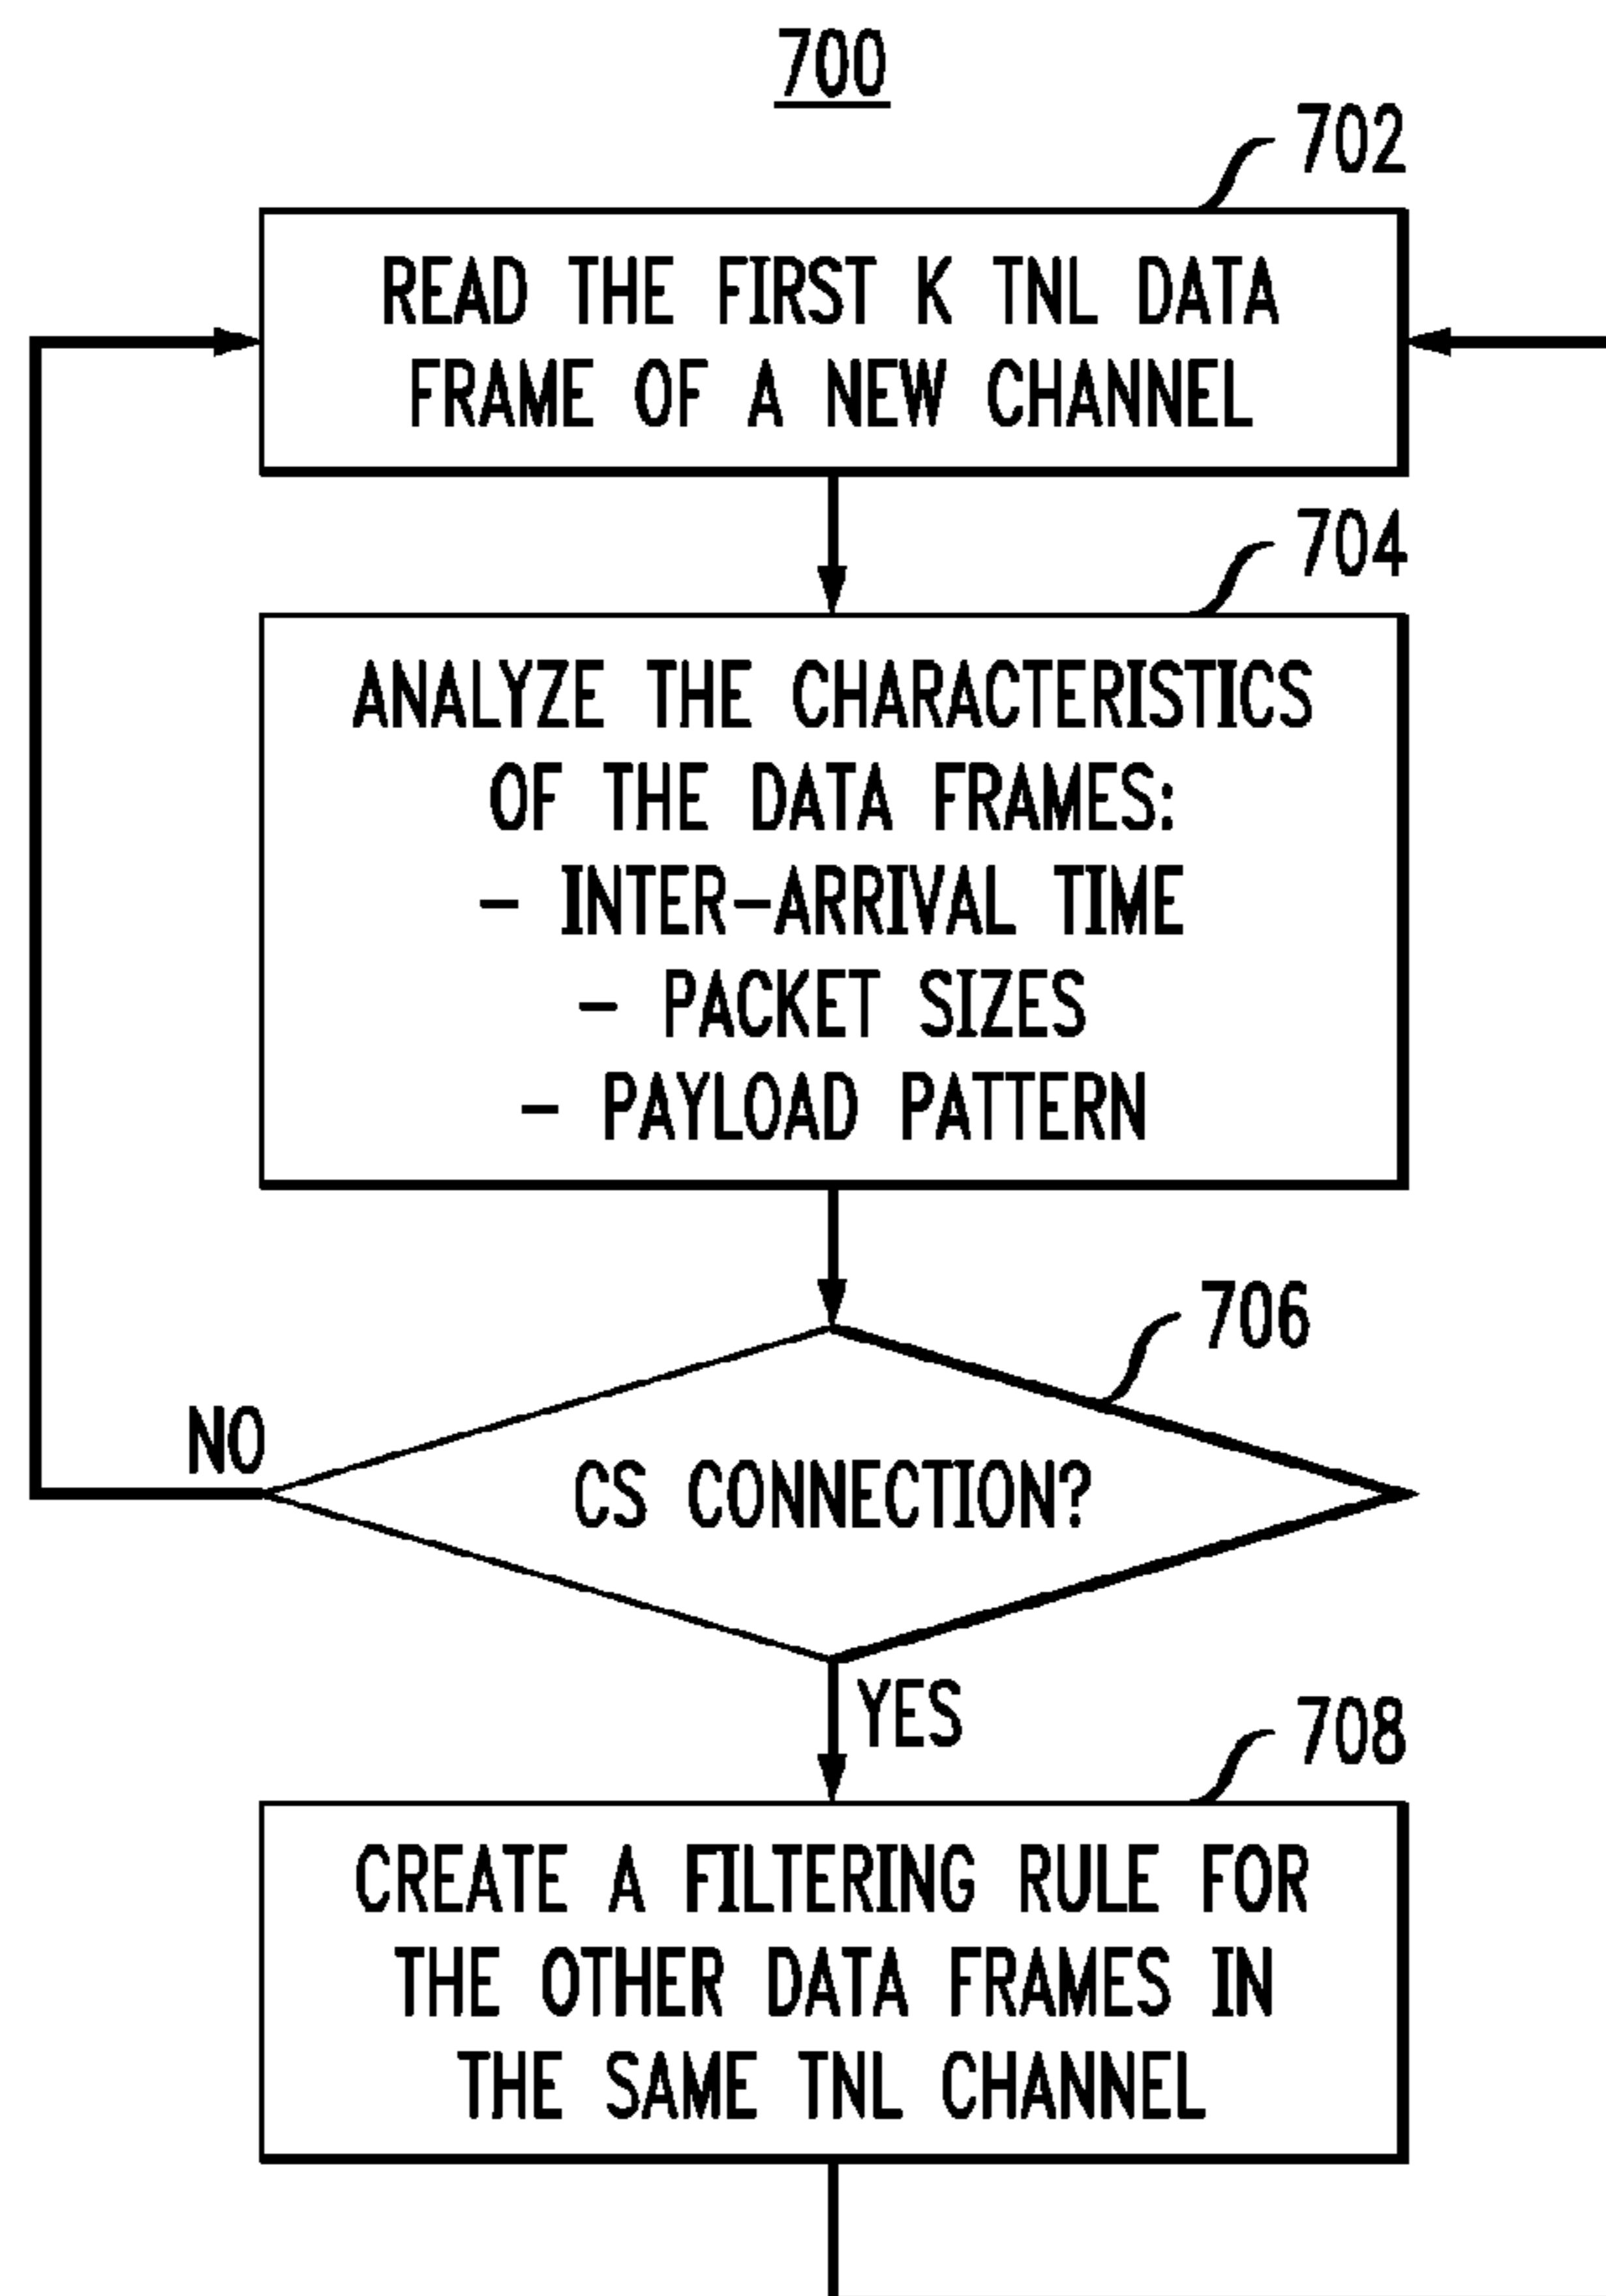 700
702
READ THE FIRST K TNL DATA
FRAME OF A NEW CHANNEL
704
ANALYZE THE CHARACTERISTICS
OF THE DATA FRAMES:
- INTER-ARRIVAL TIME
- PACKET SIZES
- PAYLOAD PATTERN
706
NO
CS CONNECTION?
YES
708
CREATE A FILTERING RULE FOR
THE OTHER DATA FRAMES IN
THE SAME TNL CHANNEL